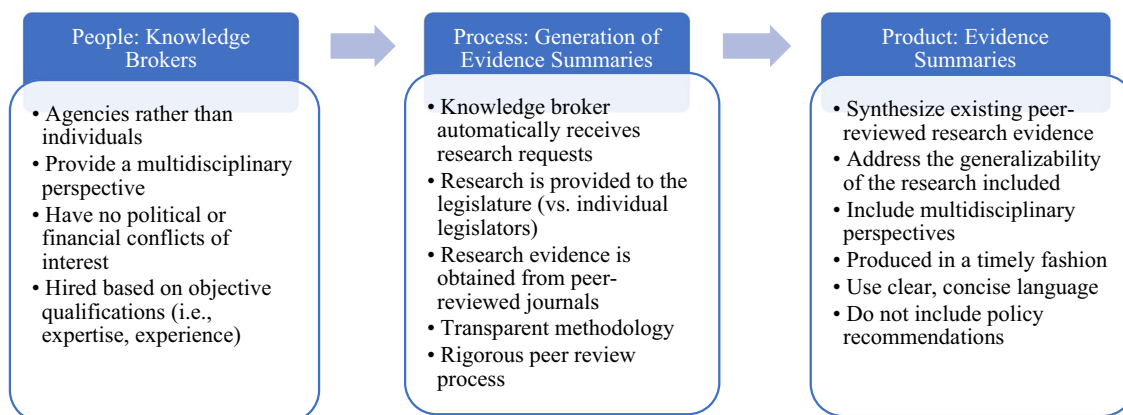 People: Knowledge
Brokers
• Agencies rather than
individuals
• Provide a multidisciplinary
perspective
• Have no political or
financial conflicts of
interest
• Hired based on objective
qualifications (i.e.,
expertise, experience)
Process: Generation of
Evidence Summaries
• Knowledge broker
automatically receives
research requests
• Research is provided to the
legislature (vs. individual
legislators)
• Research evidence is
obtained from peer-
reviewed journals
• Transparent methodology
• Rigorous peer review
process
Product: Evidence
Summaries
• Synthesize existing peer-
reviewed research evidence
• Address the generalizability
of the research included
• Include multidisciplinary
perspectives
• Produced in a timely fashion
• Use clear, concise language
• Do not include policy
recommendations